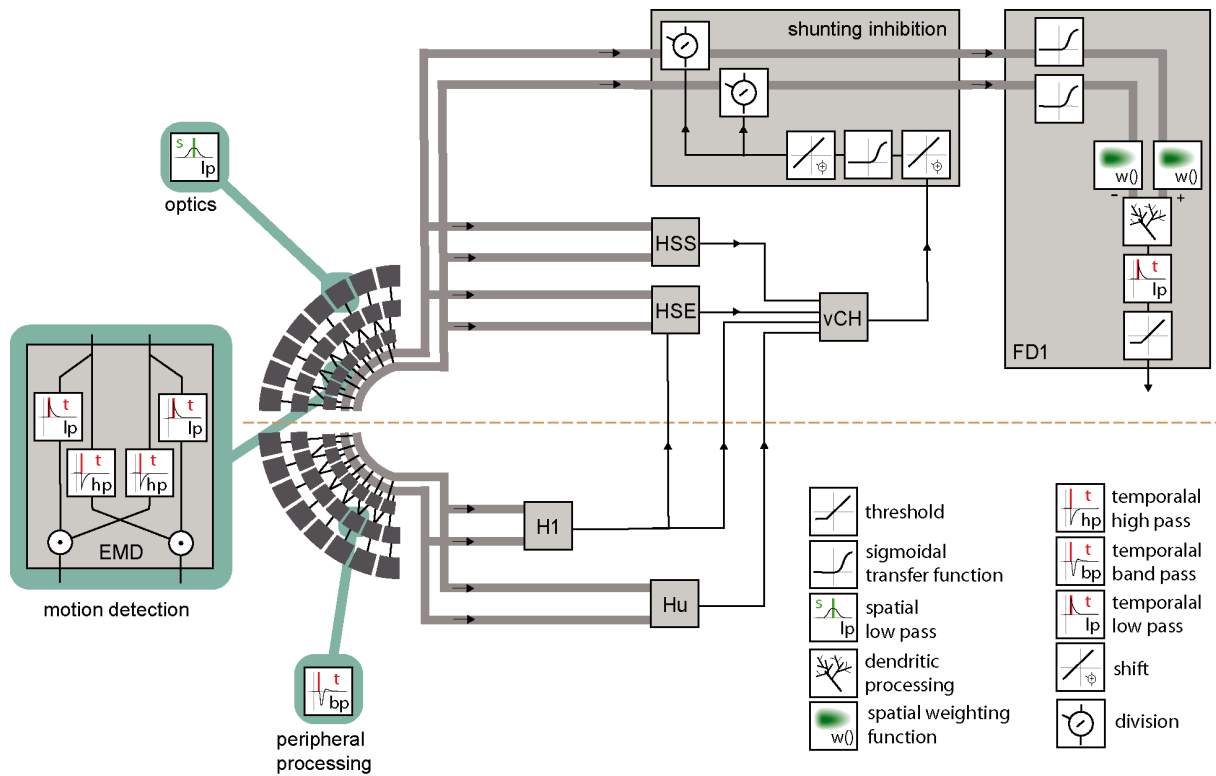 shunting inhibition
s
lp
optics
w()
w()
-
+
t
lp
FD1
HSS
HSE
vCH
t
lp
t
lp
t
hp
t
hp
EMD
motion detection
H1
Hu
t
bp
peripheral
processing
threshold
sigmoidal
transfer function
s
lp
spatial
low pass
dendritic
processing
w()
spatial weighting
function
t
hp
temporalal
high pass
t
bp
temporalal
band pass
t
lp
temporalal
low pass
shift
division